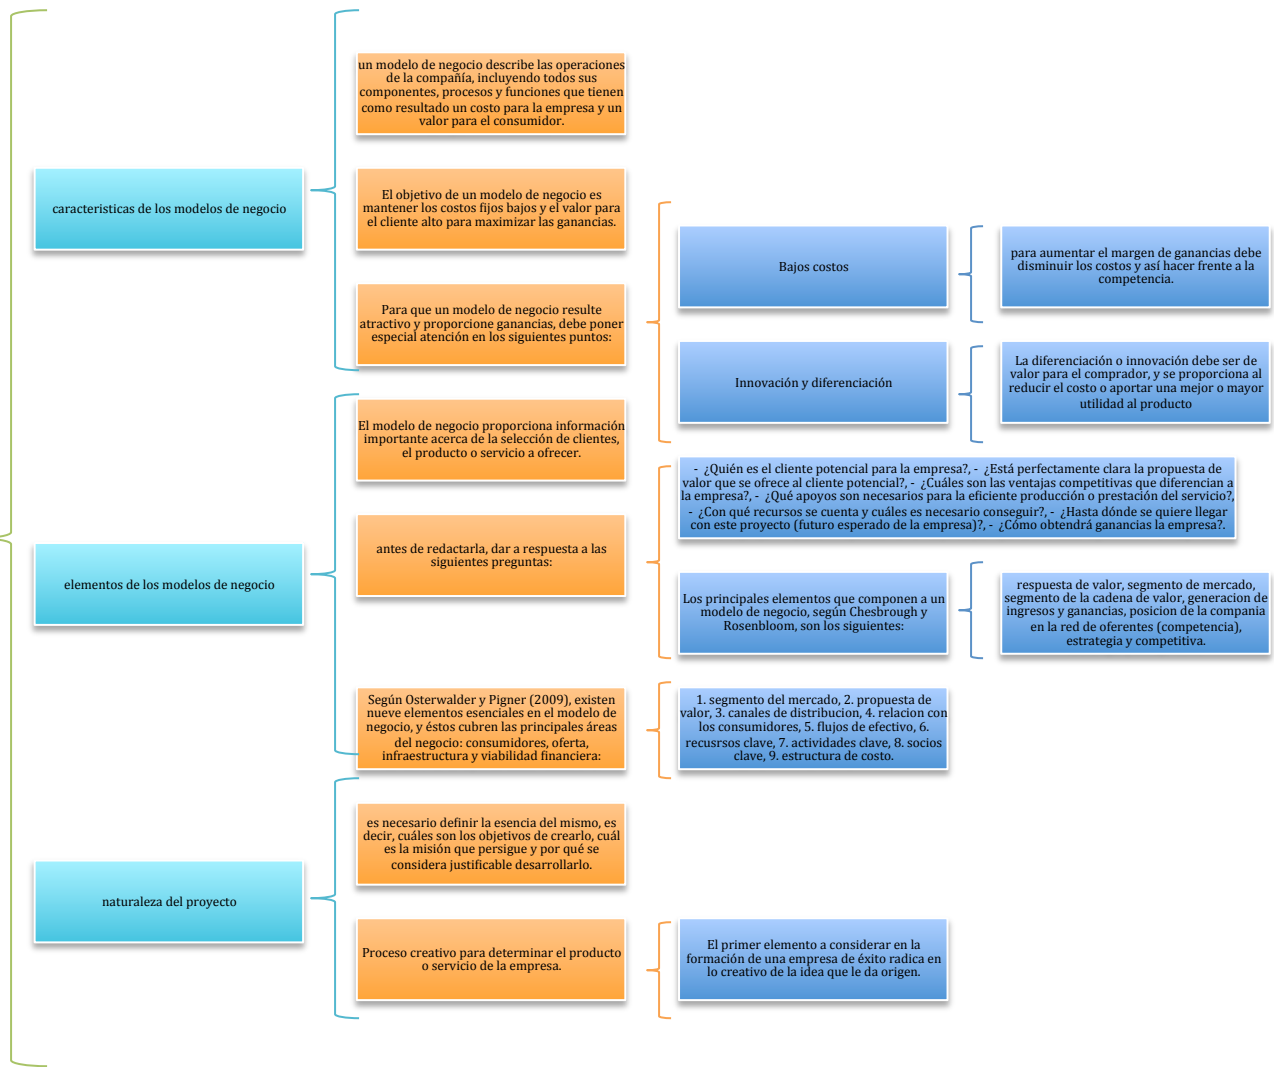 caracteristicas de los modelos de negocio
un modelo de negocio describe las operaciones
de la compañía, incluyendo todos sus
componentes, procesos y funciones que tienen
como resultado un costo para la empresa y un
valor para el consumidor.
El objetivo de un modelo de negocio es
mantener los costos fijos bajos y el valor para
el cliente alto para maximizar las ganancias.
Para que un modelo de negocio resulte
atractivo y proporcione ganancias, debe poner
especial atención en los siguientes puntos:
Bajos costos
para aumentar el margen de ganancias debe
disminuir los costos y así hacer frente a la
competencia.
Innovación y diferenciación
La diferenciación o innovación debe ser de
valor para el comprador, y se proporciona al
reducir el costo o aportar una mejor o mayor
utilidad al producto
elementos de los modelos de negocio
El modelo de negocio proporciona información
importante acerca de la selección de clientes,
el producto o servicio a ofrecer.
antes de redactarla, dar a respuesta a las
siguientes preguntas:
- ¿Quién es el cliente potencial para la empresa?, - ¿Está perfectamente clara la propuesta de
valor que se ofrece al cliente potencial?, - ¿Cuáles son las ventajas competitivas que diferencian a
la empresa?, - ¿Qué apoyos son necesarios para la eficiente producción o prestación del servicio?,
- ¿Con qué recursos se cuenta y cuáles es necesario conseguir?, - ¿Hasta dónde se quiere llegar
con este proyecto (futuro esperado de la empresa)?, - ¿Cómo obtendrá ganancias la empresa?.
Los principales elementos que componen a un
modelo de negocio, según Chesbrough y
Rosenbloom, son los siguientes:
respuesta de valor, segmento de mercado,
segmento de la cadena de valor, generacion de
ingresos y ganancias, posicion de la compania
en la red de oferentes (competencia),
estrategia y competitiva.
Según Osterwalder y Pigner (2009), existen
nueve elementos esenciales en el modelo de
negocio, y éstos cubren las principales áreas
del negocio: consumidores, oferta,
infraestructura y viabilidad financiera:
1. segmento del mercado, 2. propuesta de
valor, 3. canales de distribucion, 4. relacion con
los consumidores, 5. flujos de efectivo, 6.
recusrsos clave, 7. actividades clave, 8. socios
clave, 9. estructura de costo.
naturaleza del proyecto
es necesario definir la esencia del mismo, es
decir, cuáles son los objetivos de crearlo, cuál
es la misión que persigue y por qué se
considera justificable desarrollarlo.
Proceso creativo para determinar el producto
o servicio de la empresa.
El primer elemento a considerar en la
formación de una empresa de éxito radica en
lo creativo de la idea que le da origen.